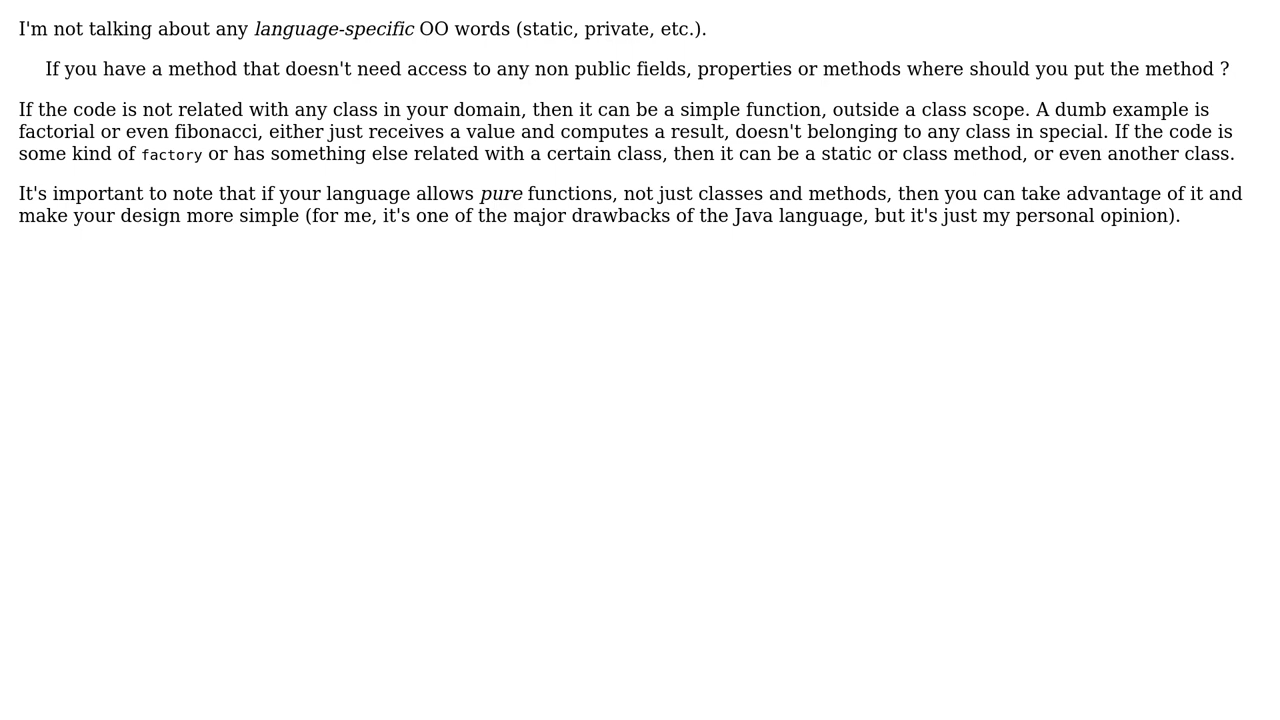 I'm not talking about any language-specific OO words (static, private, etc.).
If you have a method that doesn't need access to any non public fields, properties or methods where should you put the method ?
If the code is not related with any class in your domain, then it can be a simple function, outside a class scope. A dumb example is
factorial or even fibonacci, either just receives a value and computes a result, doesn't belonging to any class in special. If the code is
some kind of factory or has something else related with a certain class, then it can be a static or class method, or even another class.
It's important to note that if your language allows pure functions, not just classes and methods, then you can take advantage of it and
make your design more simple (for me, it's one of the major drawbacks of the Java language, but it's just my personal opinion).